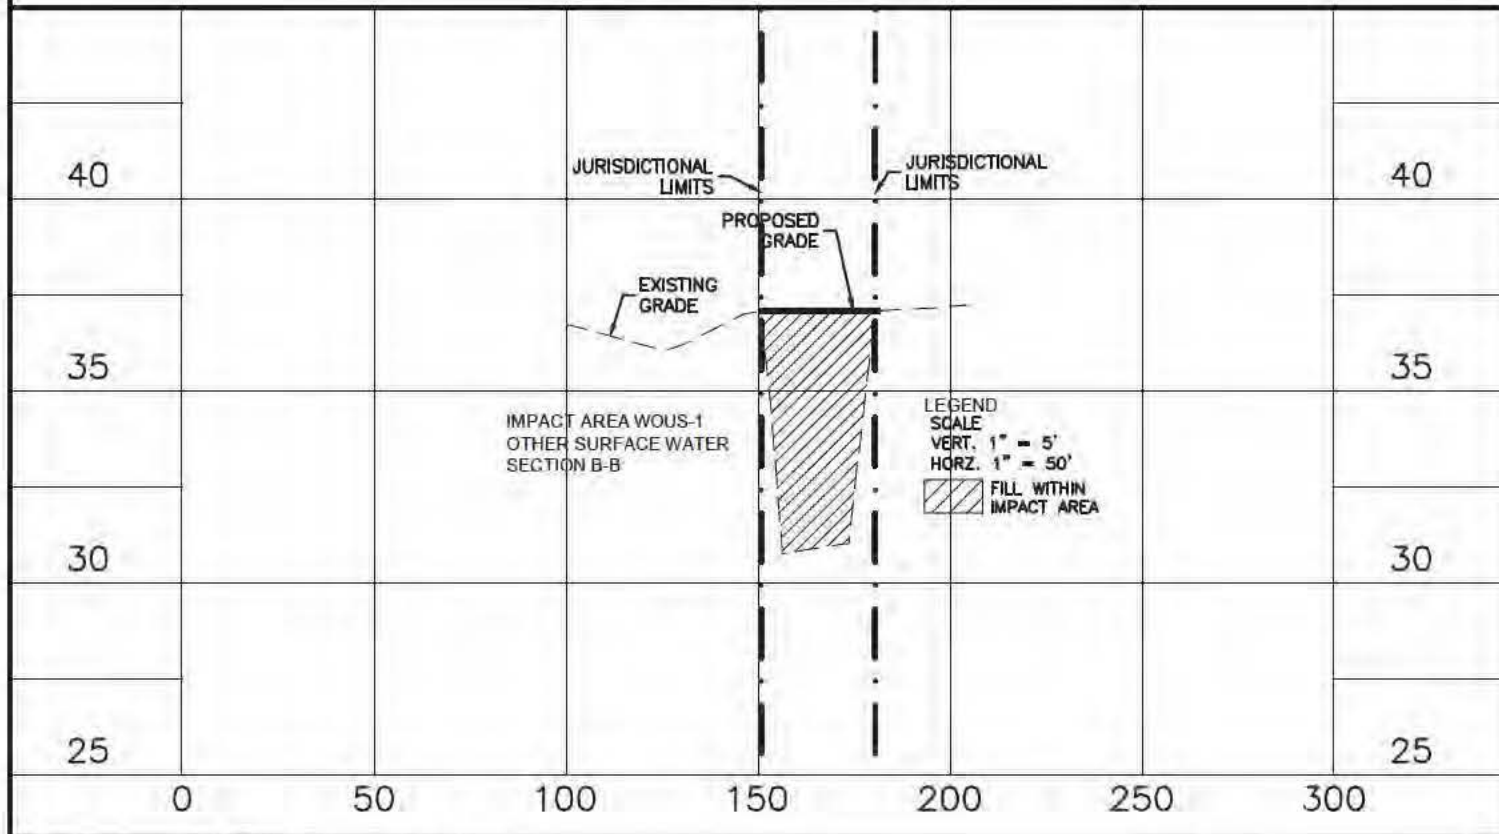 JURISDICTIONAL
LIMITS
JURISDICTIONAL
LIMITS
40
40
PROPOSED
GRADE
EXISTING
GRADE
35
35
IMPACT AREA WOUS-1
OTHER SURFACE WATER
SECTION B-B
LEGEND
SCALE
VERT. 1" = 5'
HORZ. 1" = 50'
FILL WITHIN
IMPACT AREA
30
30
25
25
0 50 100 150 200 250 300